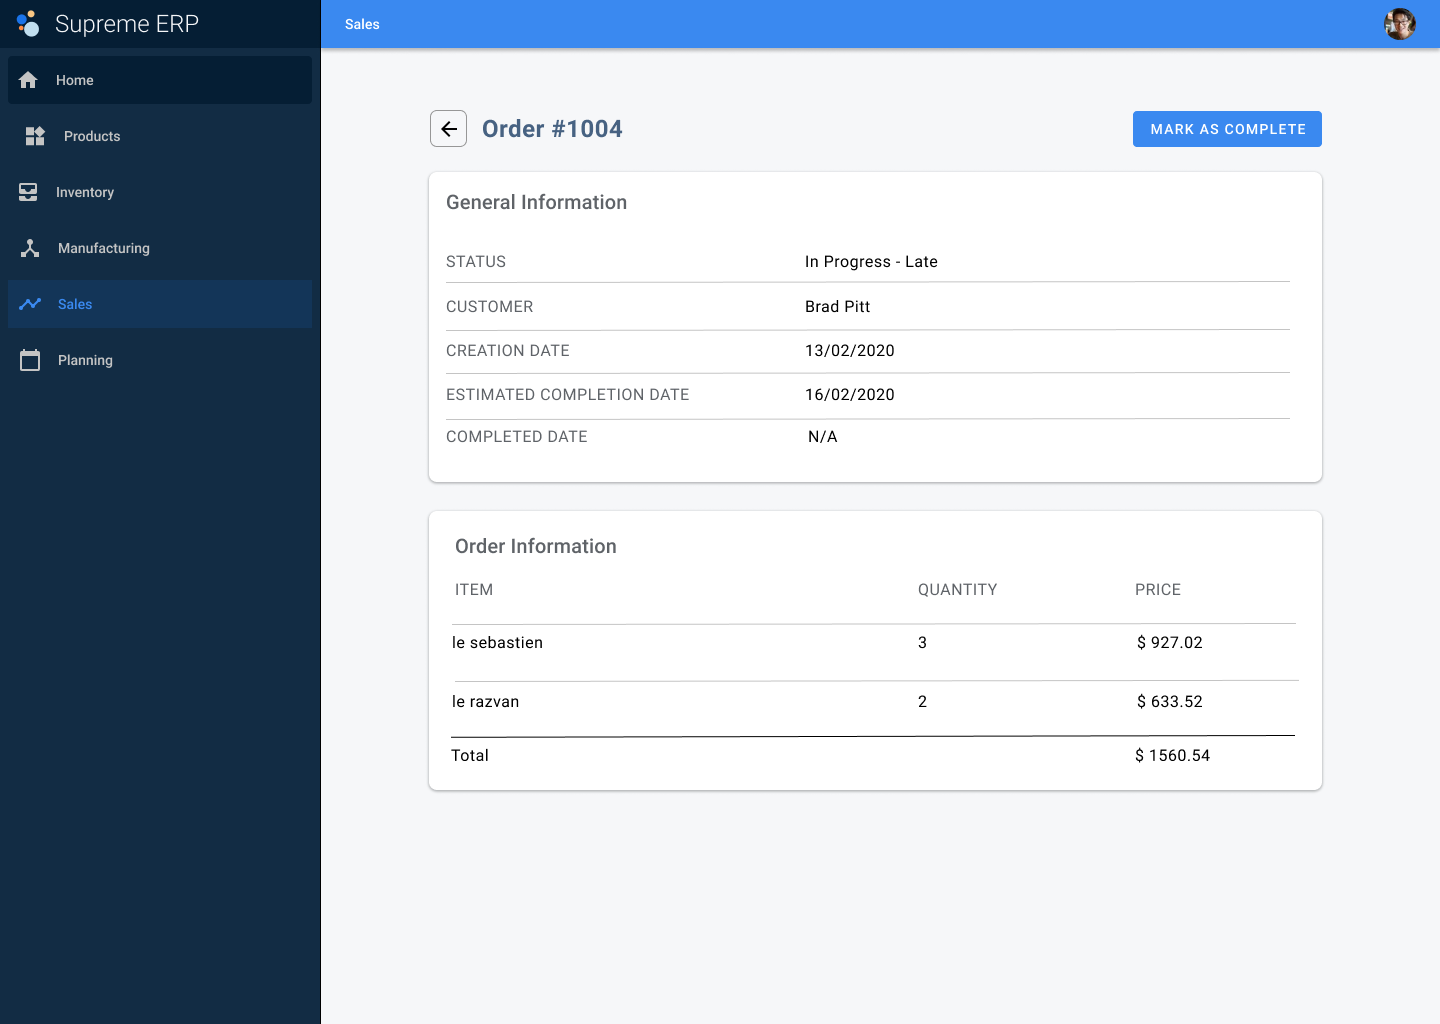 Supreme ERP
Sales
Home
Products
Inventory
Manufacturing
Sales
Planning
Order #1004
MARK AS COMPLETE
General Information
STATUS In Progress - Late
CUSTOMER Brad Pitt
CREATION DATE 13/02/2020
ESTIMATED COMPLETION DATE 16/02/2020
COMPLETED DATE N/A
Order Information
ITEM QUANTITY PRICE
le sebastien 3 $ 927.02
le razvan 2 $ 633.52
Total $ 1560.54